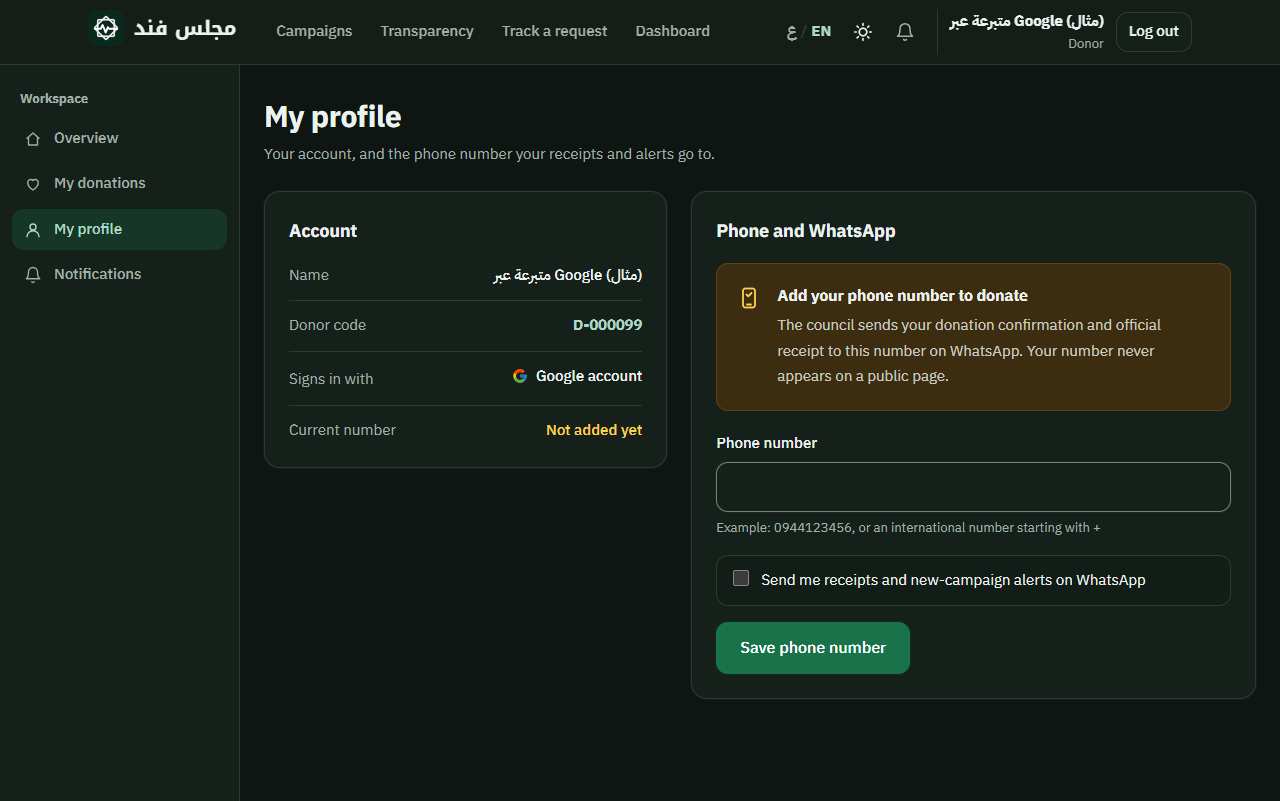 مجلس فند
Campaigns
Transparency
Track a request
Dashboard
ع / EN
متبرعة عبر Google (مثال)
Donor
Log out
Workspace
Overview
My donations
My profile
Notifications
My profile
Your account, and the phone number your receipts and alerts go to.
Account
Name
متبرعة عبر Google (مثال)
Donor code
D-000099
Signs in with
Google account
Current number
Not added yet
Phone and WhatsApp
Add your phone number to donate
The council sends your donation confirmation and official
receipt to this number on WhatsApp. Your number never
appears on a public page.
Phone number
Example: 0944123456, or an international number starting with +
Send me receipts and new-campaign alerts on WhatsApp
Save phone number